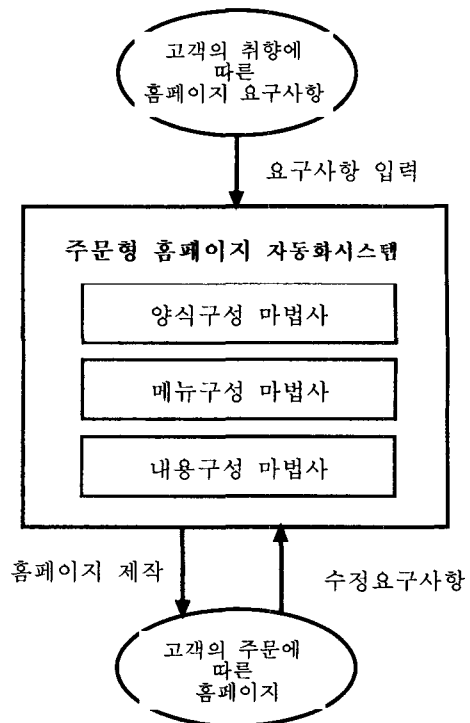 고객의 취향에
따른
홈페이지 요구사항
요구사항 입력
주문형 홈페이지 자동화시스템
양식구성 마법사
메뉴구성 마법사
내용구성 마법사
홈페이지 제작
수정요구사항
고객의 주문에
따른
홈페이지